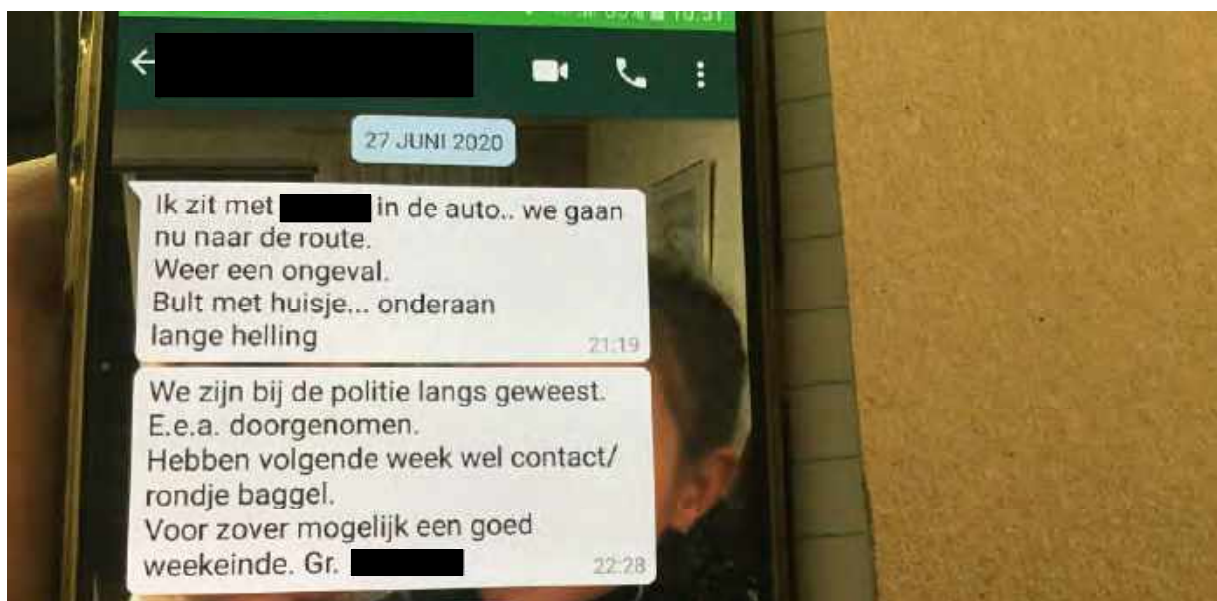 27 JUNI 2020
Ik zit met in de auto.. we gaan
nu naar de route.
Weer een ongeval.
Bult met huisje... onderaan
lange helling
21:19
We zijn bij de politie langs geweest.
E.e.a. doorgenomen.
Hebben volgende week wel contact/
rondje baggel.
Voor zover mogelijk een goed
weekeinde. Gr.
22:28